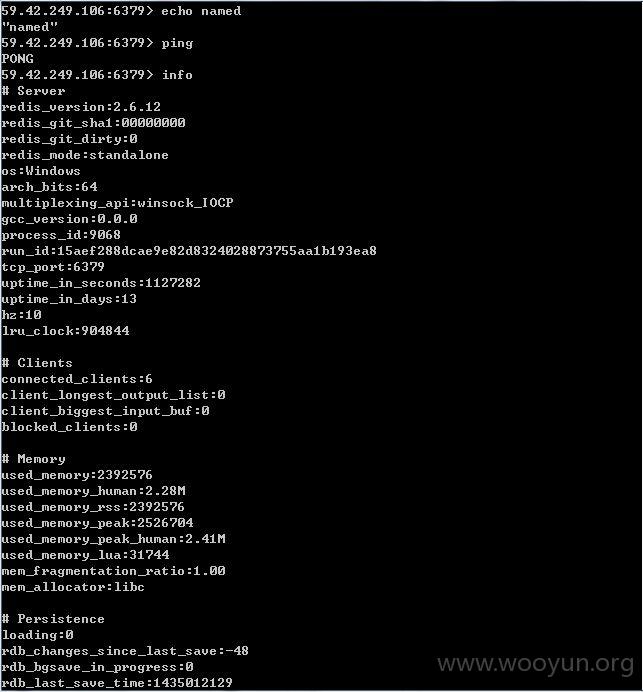 59.42.249.106:6379> echo named
"named"
59.42.249.106:6379> ping
PONG
59.42.249.106:6379> info
# Server
redis_version:2.6.12
redis_git_sha1:00000000
redis_git_dirty:0
redis_mode:standalone
os:Windows
arch_bits:64
multiplexing_api:winsock_IOCP
gcc_version:0.0.0
process_id:9068
run_id:15aef288dcae9e82d8324028873755aa1b193ea8
tcp_port:6379
uptime_in_seconds:1127282
uptime_in_days:13
hz:10
lru_clock:904844
# Clients
connected_clients:6
client_longest_output_list:0
client_biggest_input_buf:0
blocked_clients:0
# Memory
used_memory:2392576
used_memory_human:2.28M
used_memory_rss:2392576
used_memory_peak:2526704
used_memory_peak_human:2.41M
used_memory_lua:31744
mem_fragmentation_ratio:1.00
mem_allocator:libc
# Persistence
loading:0
rdb_changes_since_last_save:-48
rdb_bgsave_in_progress:0
rdb_last_save_time:1435012129
www.wooyun.org